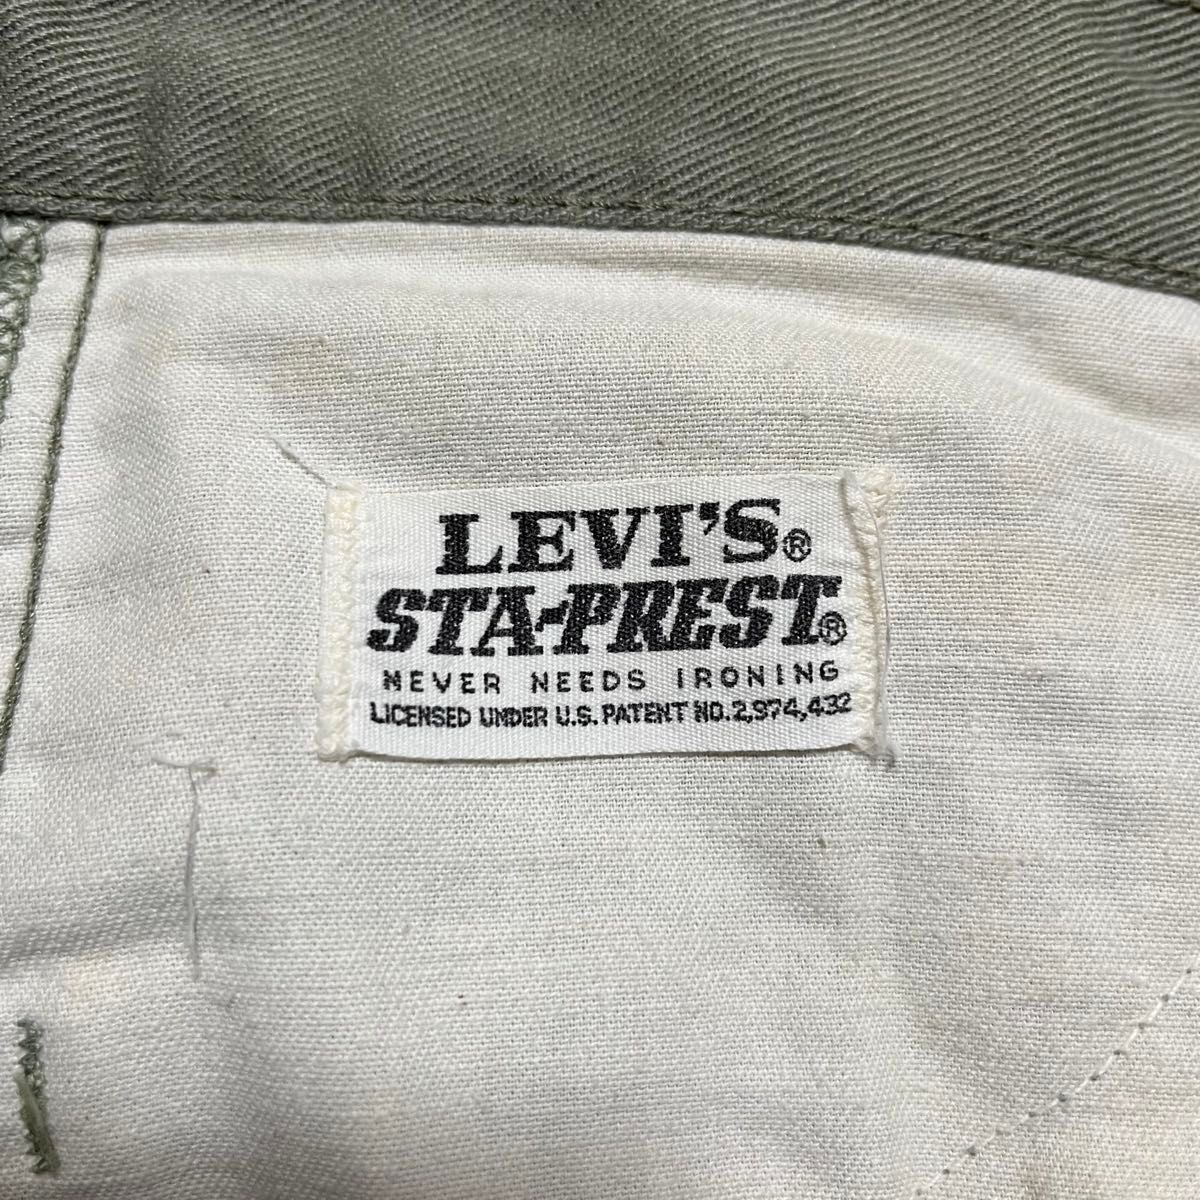 LEVI'S®
STA-PREST®
NEVER NEEDS IRONING
LICENSED UNDER U.S. PATENT NO. 2,974,432